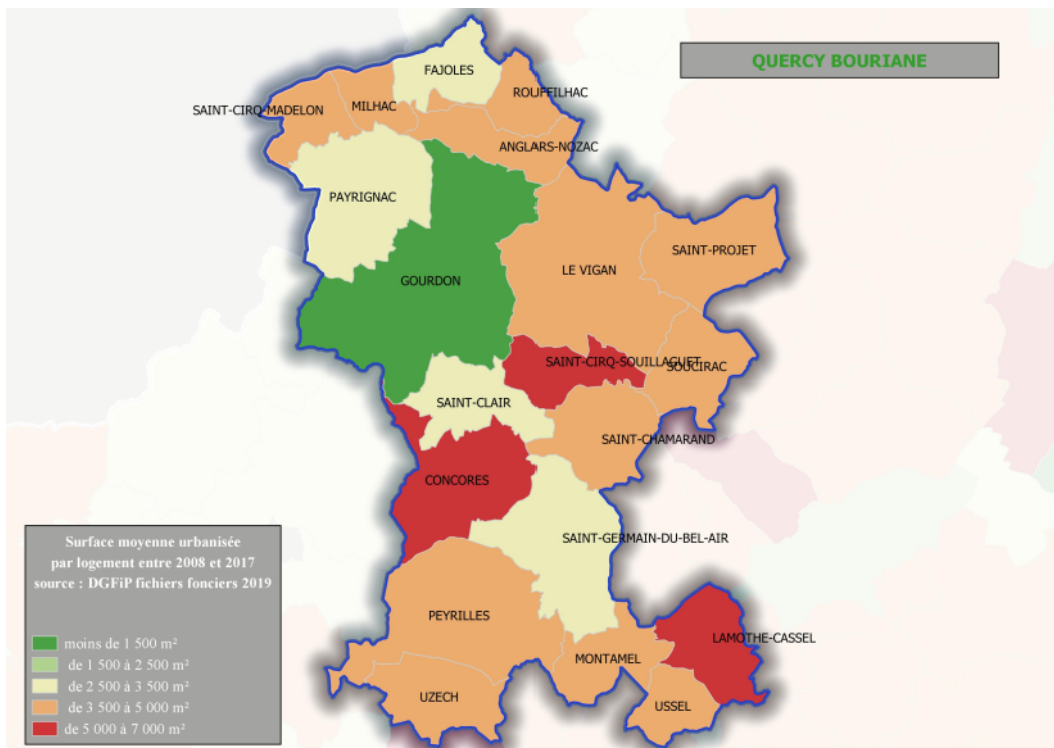 QUERCY BOURIANE
FAJOLES
ROUFFILHAC
SAINT-CIRQ-MADELON
MILHAC
ANGLARS-NOZAC
PAYRIGNAC
SAINT-PROJET
LE VIGAN
GOURDON
SAINT-CIRQ-SOUILLAGUET
SOUCIRAC
SAINT-CLAIR
SAINT-CHAMARAND
CONCORES
SAINT-GERMAIN-DU-BEL-AIR
PEYRILLES
LAMOTHE-CASSEL
MONTAMEL
UZECH
USSEL
Surface moyenne urbanisée
par logement entre 2008 et 2017
source : DGFiP fichiers fonciers 2019
moins de 1 500 m²
de 1 500 à 2 500 m²
de 2 500 à 3 500 m²
de 3 500 à 5 000 m²
de 5 000 à 7 000 m²